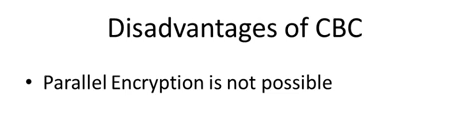 Disadvantages of CBC
• Parallel Encryption is not possible